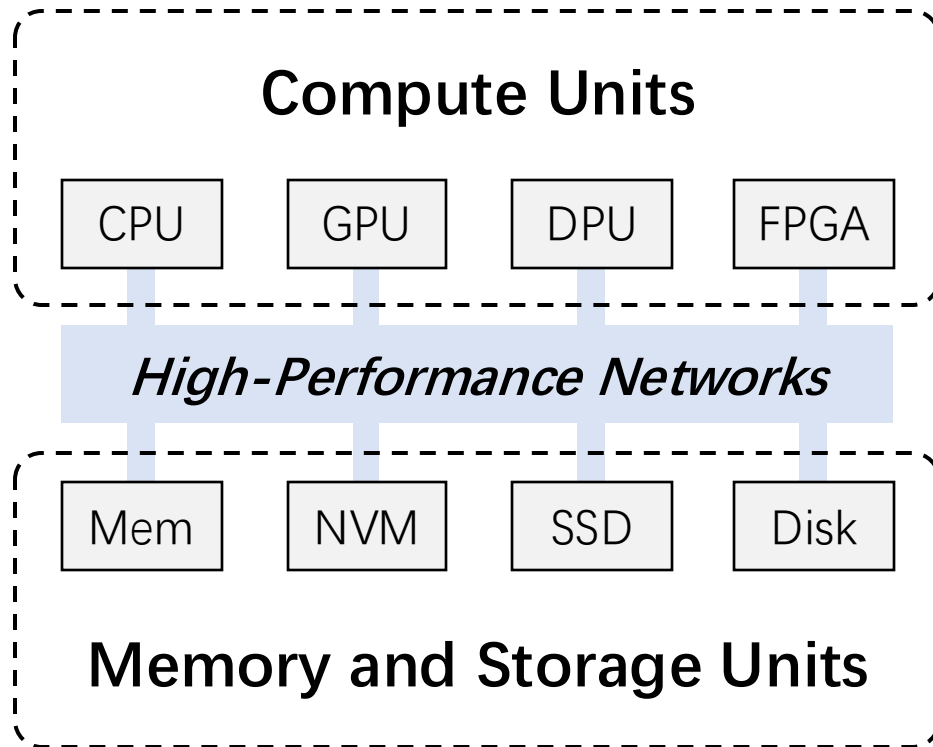 Compute Units
CPU GPU DPU FPGA
High-Performance Networks
Mem NVM SSD Disk
Memory and Storage Units